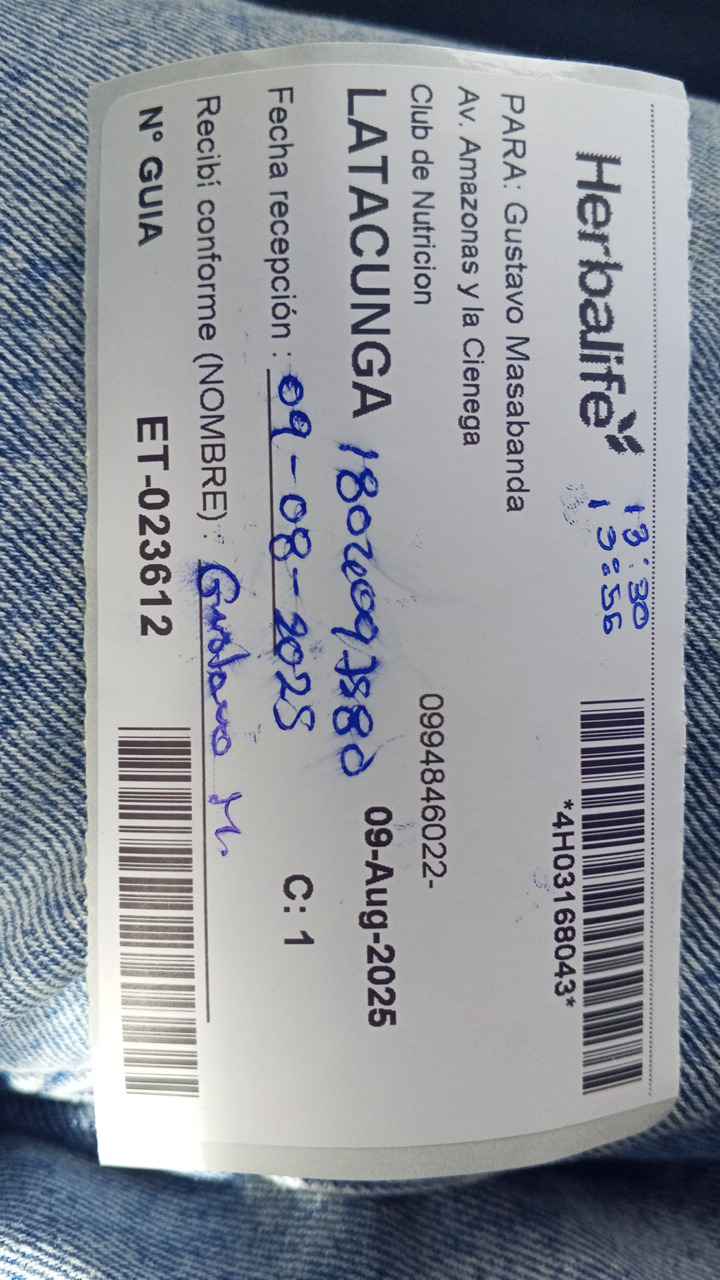 Herbalife
13:30
13:56
*4H03168043*
PARA: Gustavo Masabanda
Av. Amazonas y la Cienega
Club de Nutricion
0994846022-
LATACUNGA
09-Aug-2025
Fecha recepción : 09-08-2025
C: 1
Recibí conforme (NOMBRE) : Gustavo M.
N° GUIA ET-023612